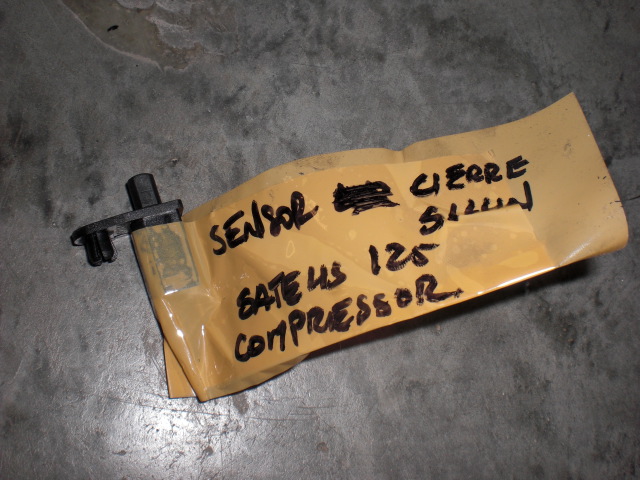 SENSOR CIERRE
SILLIN
SATELIS 125
COMPRESSOR.